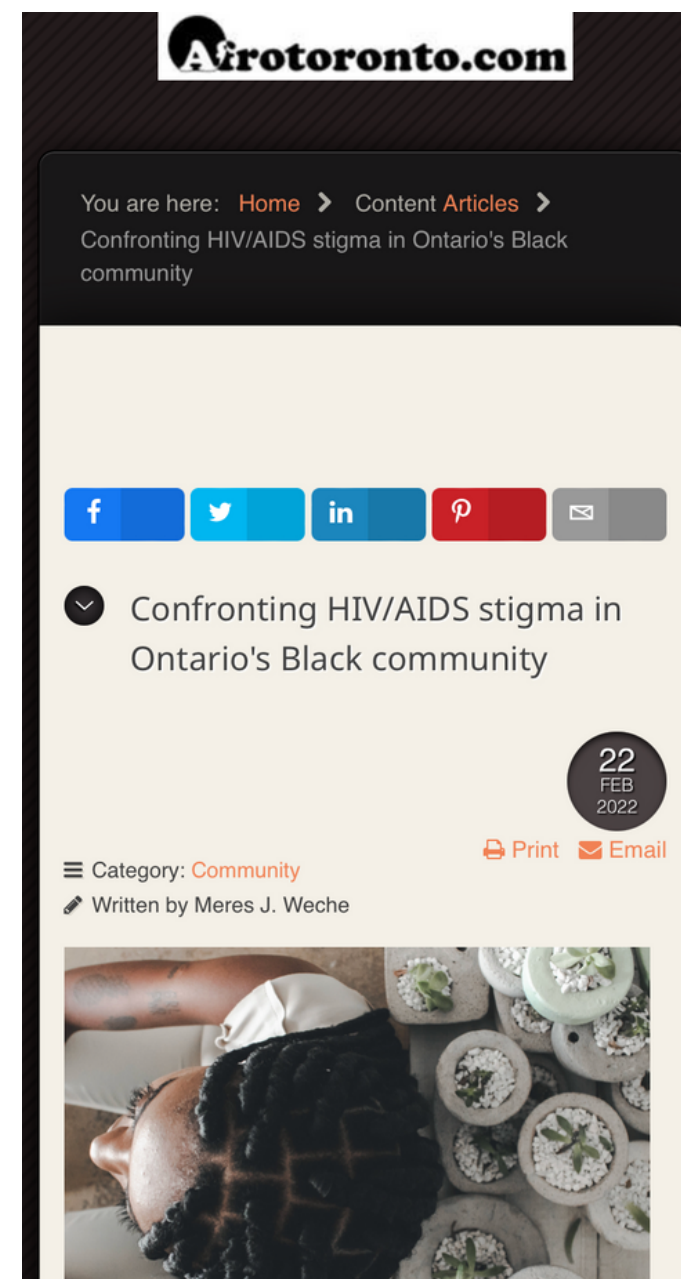 Afrotoronto.com
You are here: Home Content Articles
Confronting HIV/AIDS stigma in Ontario's Black
community
Confronting HIV/AIDS stigma in
Ontario's Black community
22
FEB
2022
Print Email
Category: Community
Written by Meres J. Weche